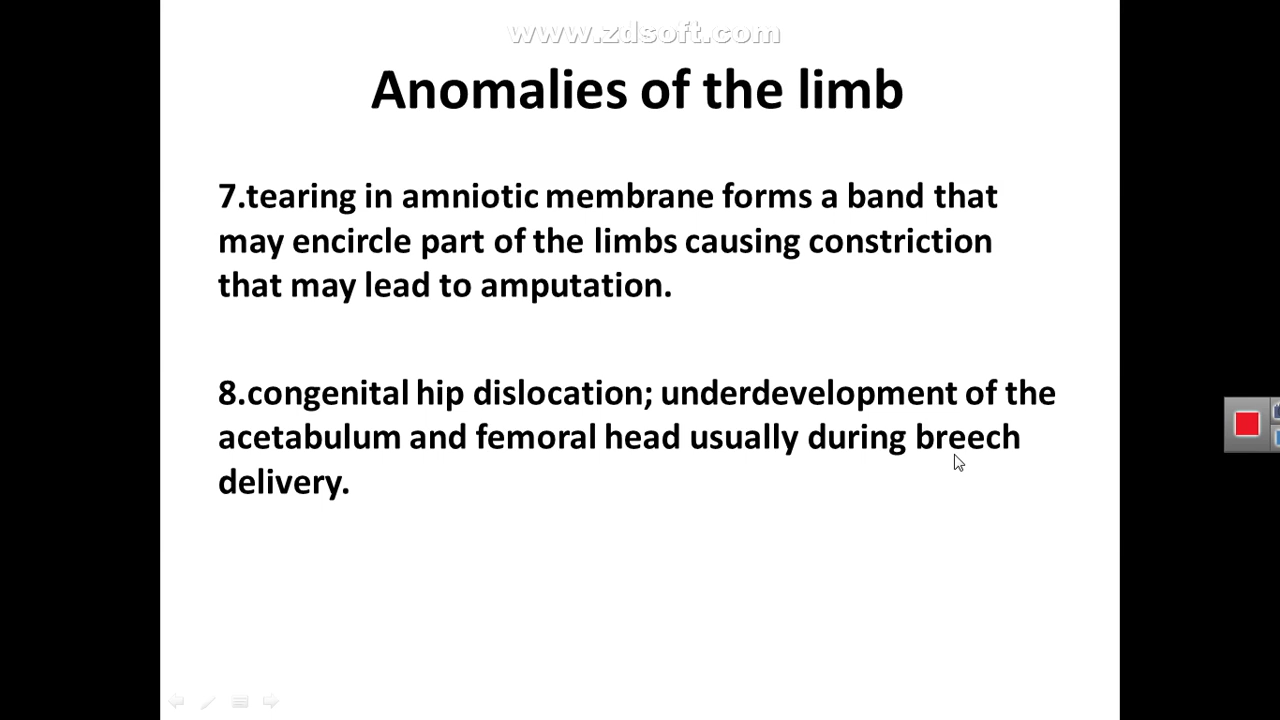 www.zdsoft.com
Anomalies of the limb
7.tearing in amniotic membrane forms a band that
may encircle part of the limbs causing constriction
that may lead to amputation.
8.congenital hip dislocation; underdevelopment of the
acetabulum and femoral head usually during breech
delivery.